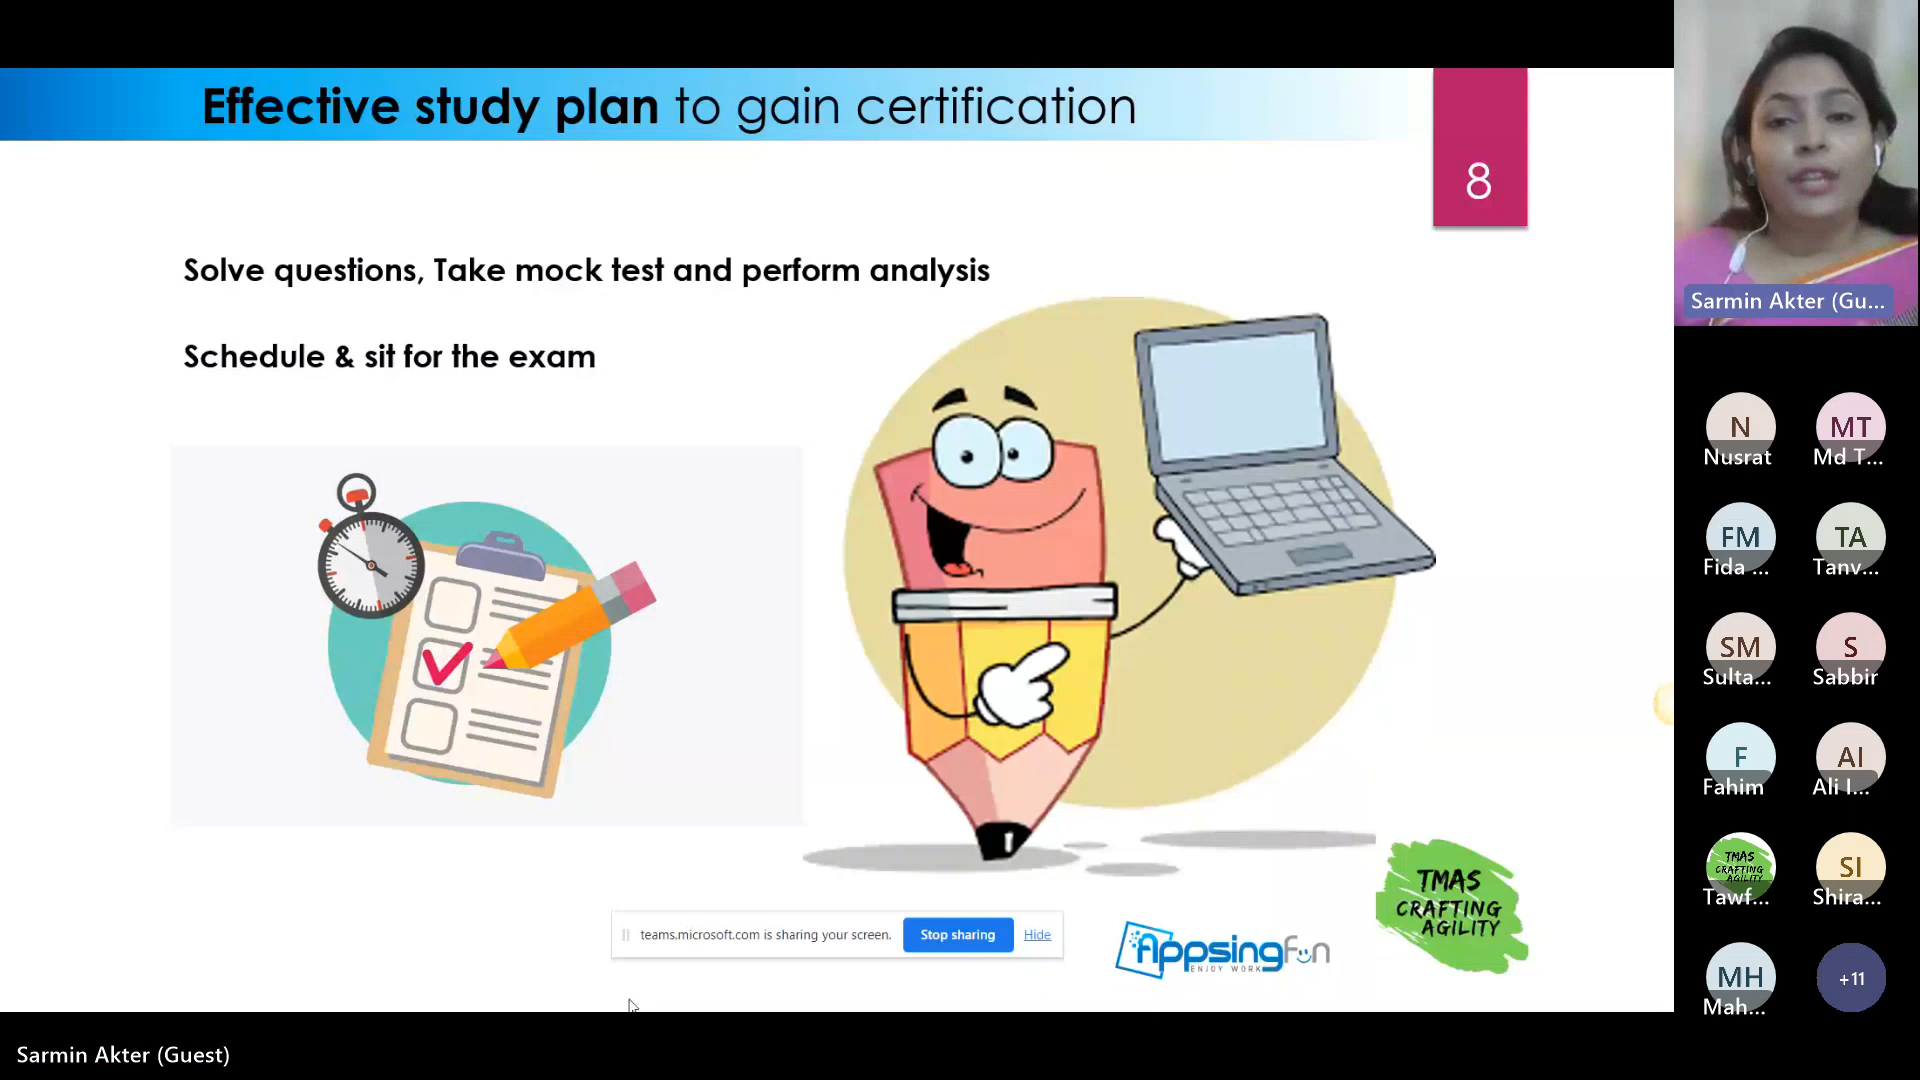 Effective study plan to gain certification
8
Solve questions, Take mock test and perform analysis
Schedule & sit for the exam
TMAS
CRAFTING
AGILITY
teams.microsoft.com is sharing your screen. Stop sharing Hide
AppsingFun
ENJOY WORK
Sarmin Akter (Gu...
N MT
Nusrat Md T...
FM TA
Fida ... Tanv...
SM S
Sulta... Sabbir
F AI
Fahim Ali I...
TMAS
CRAFTING
AGILITY
SI
Tawf... Shira...
MH +11
Mah...
Sarmin Akter (Guest)